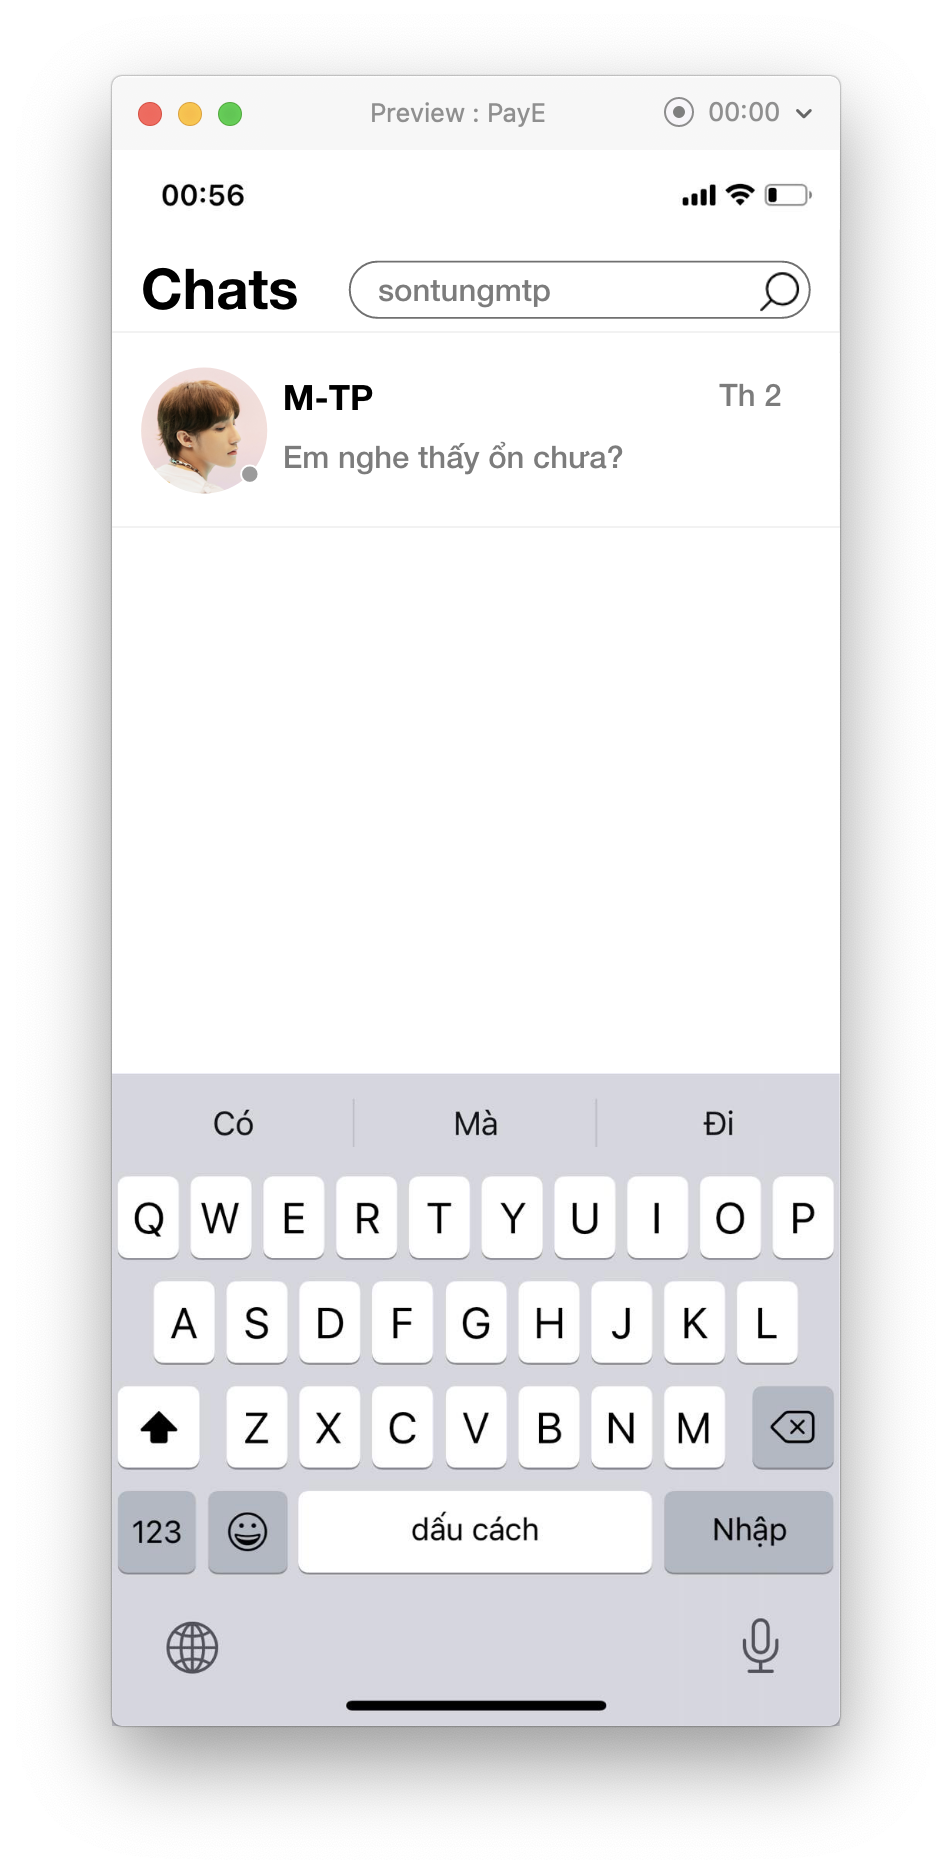 Preview : PayE
00:00
00:56
Chats
sontungmtp
M-TP
Th 2
Em nghe thấy ổn chưa?
Có
Mà
Đi
Q W E R T Y U I O P
A S D F G H J K L
Z X C V B N M
123
dấu cách
Nhập